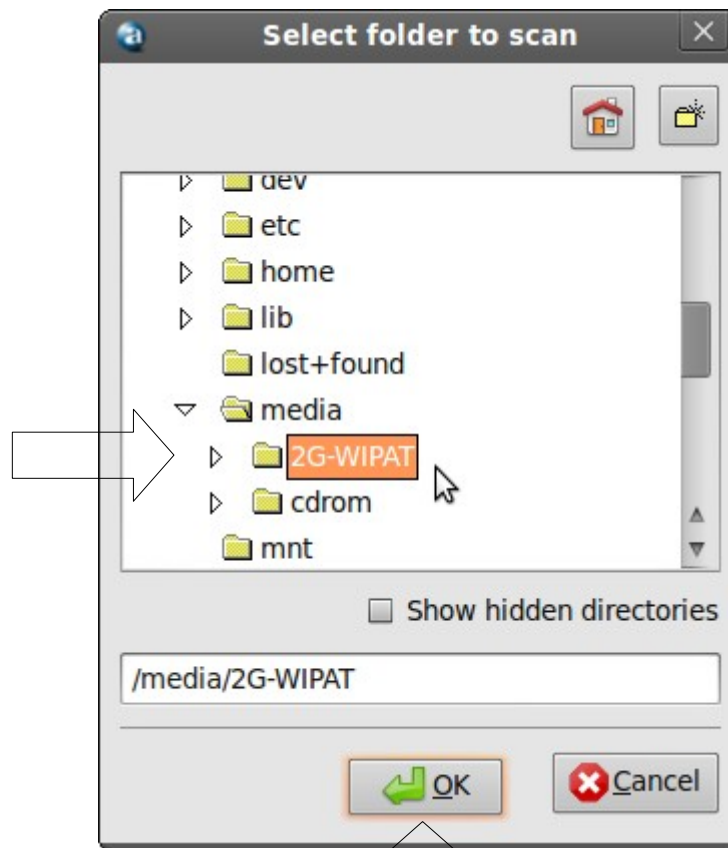 Select folder to scan
dev
etc
home
lib
lost+found
media
2G-WIPAT
cdrom
mnt
Show hidden directories
/media/2G-WIPAT
OK
Cancel